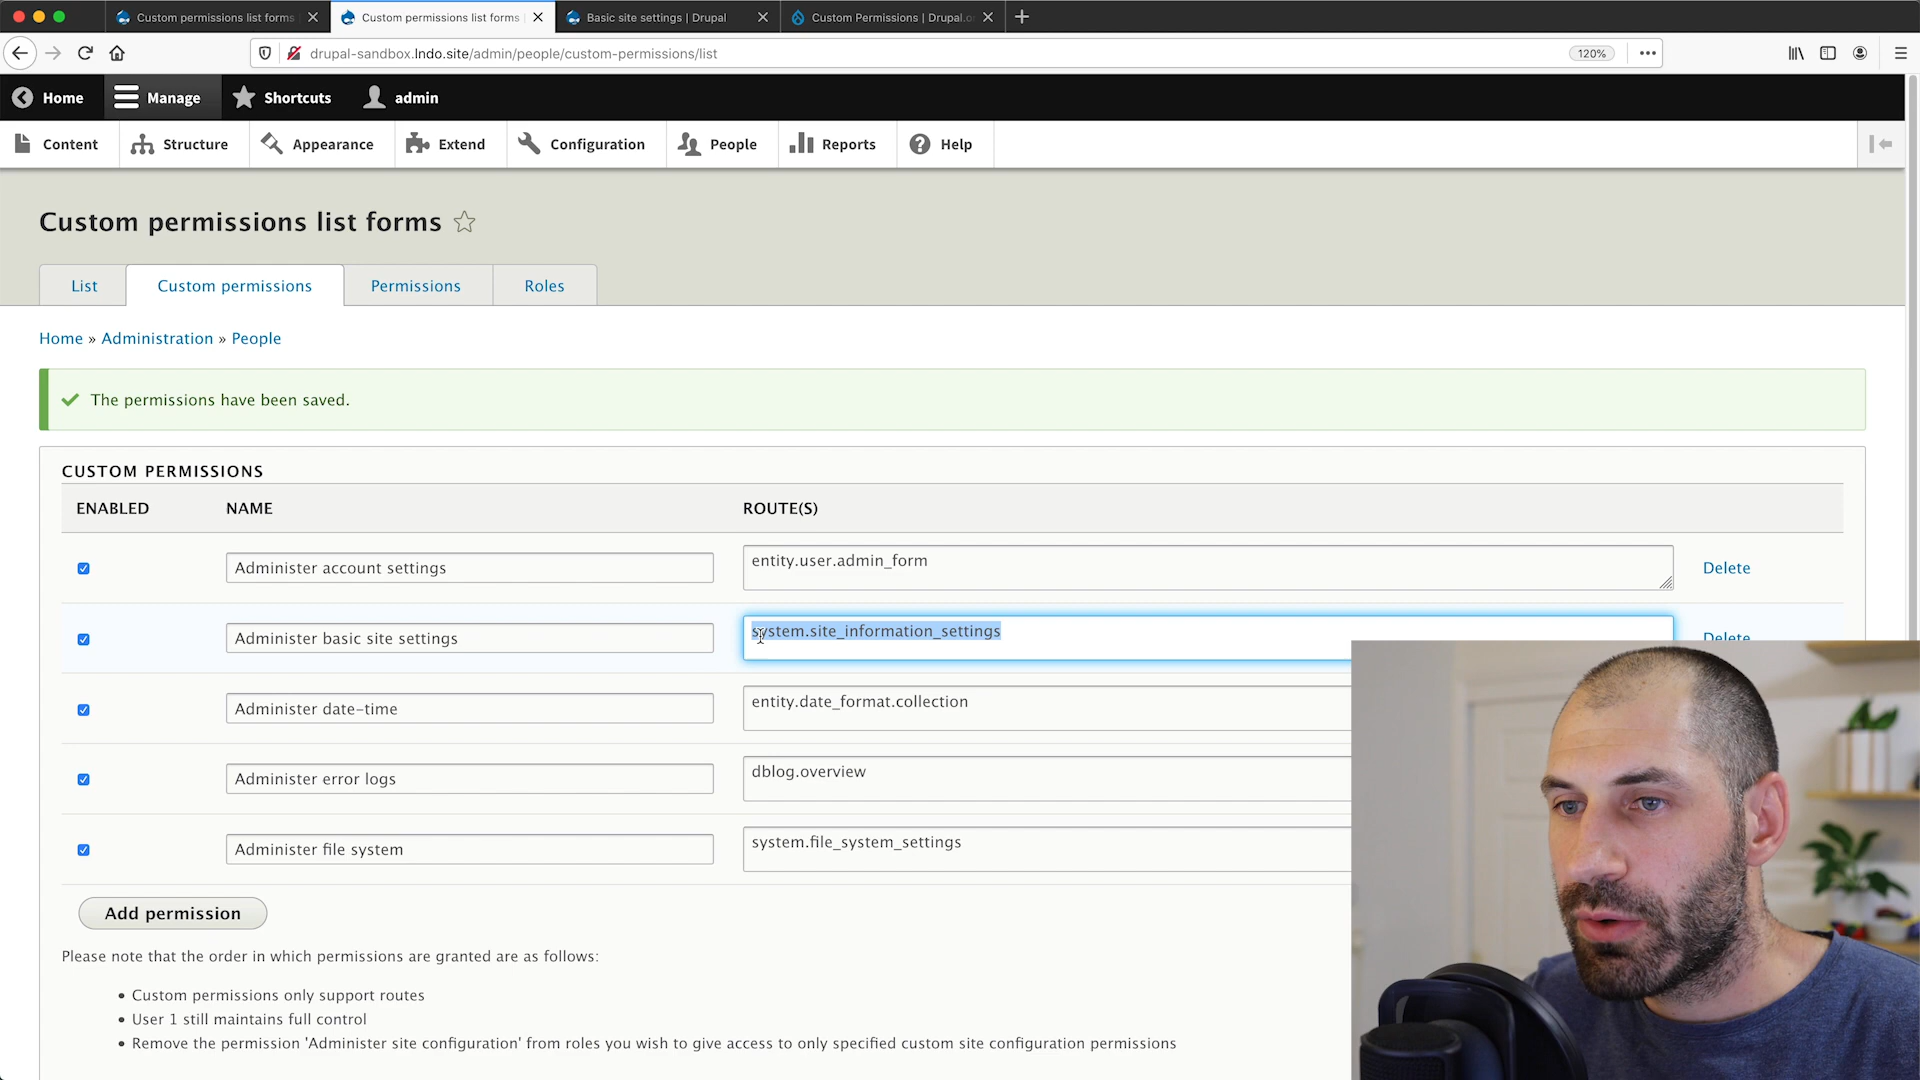 Custom permissions list forms
Custom permissions list forms
Basic site settings | Drupal
Custom Permissions | Drupal.o
drupal-sandbox.lndo.site/admin/people/custom-permissions/list
120%
Home
Manage
Shortcuts
admin
Content
Structure
Appearance
Extend
Configuration
People
Reports
Help
Custom permissions list forms
List
Custom permissions
Permissions
Roles
Home » Administration » People
The permissions have been saved.
CUSTOM PERMISSIONS
ENABLED NAME ROUTE(S)
Administer account settings entity.user.admin_form Delete
Administer basic site settings system.site_information_settings Delete
Administer date-time entity.date_format.collection
Administer error logs dblog.overview
Administer file system system.file_system_settings
Add permission
Please note that the order in which permissions are granted are as follows:
• Custom permissions only support routes
• User 1 still maintains full control
• Remove the permission 'Administer site configuration' from roles you wish to give access to only specified custom site configuration permissions